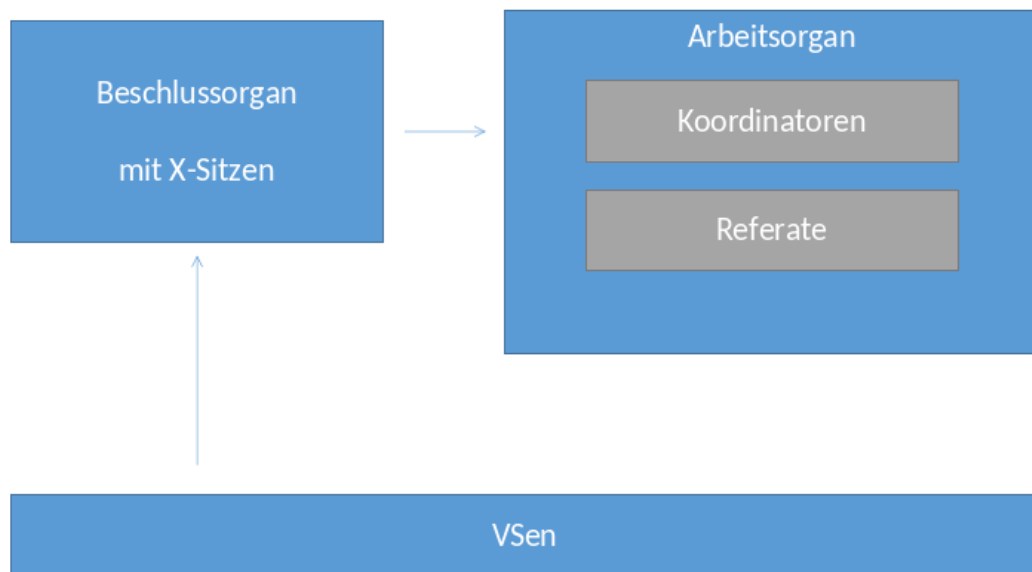 Beschlussorgan
mit X-Sitzen
Arbeitsorgan
Koordinatoren
Referate
VSen